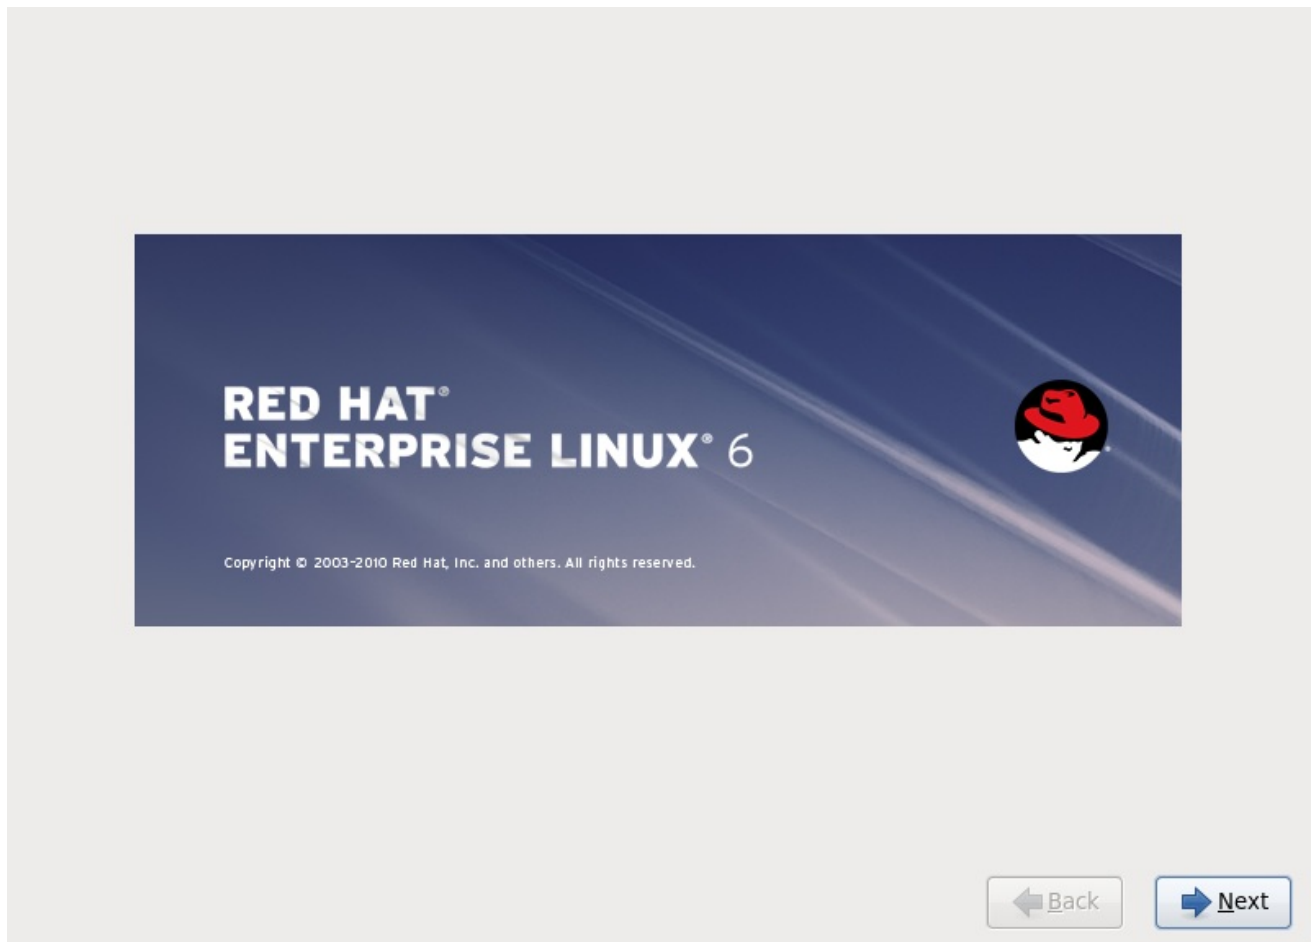 RED HAT®
ENTERPRISE LINUX® 6
Copyright © 2003-2010 Red Hat, Inc. and others. All rights reserved.
Back
Next